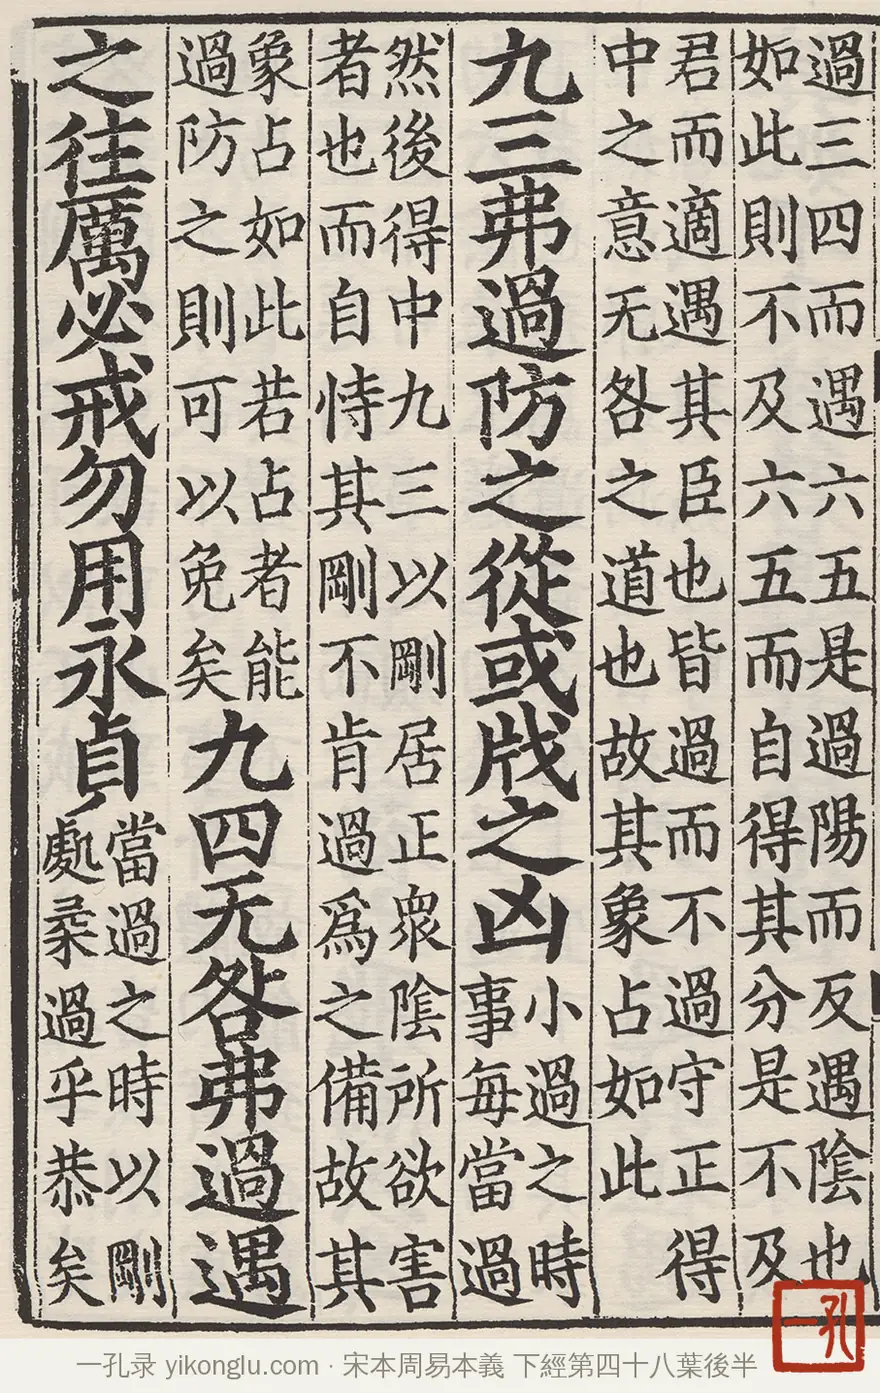 過三四而遇六五是過陽而反遇陰也
如此則不及六五而自得其分是不及
君而適遇其臣也皆過而不過守正得
中之意无咎之道也故其象占如此
九三弗過防之從或戕之凶
小過之時
事每當過
然後得中九三以剛居正衆陰所欲害
者也而自恃其剛不肯過爲之備故其
象占如此若占者能
過防之則可以免矣
九四无咎弗過遇
之往厲必戒勿用永貞
當過之時以剛
處柔過乎恭矣
一孔
一孔录 yikonglu.com · 宋本周易本義 下經第四十八葉後半